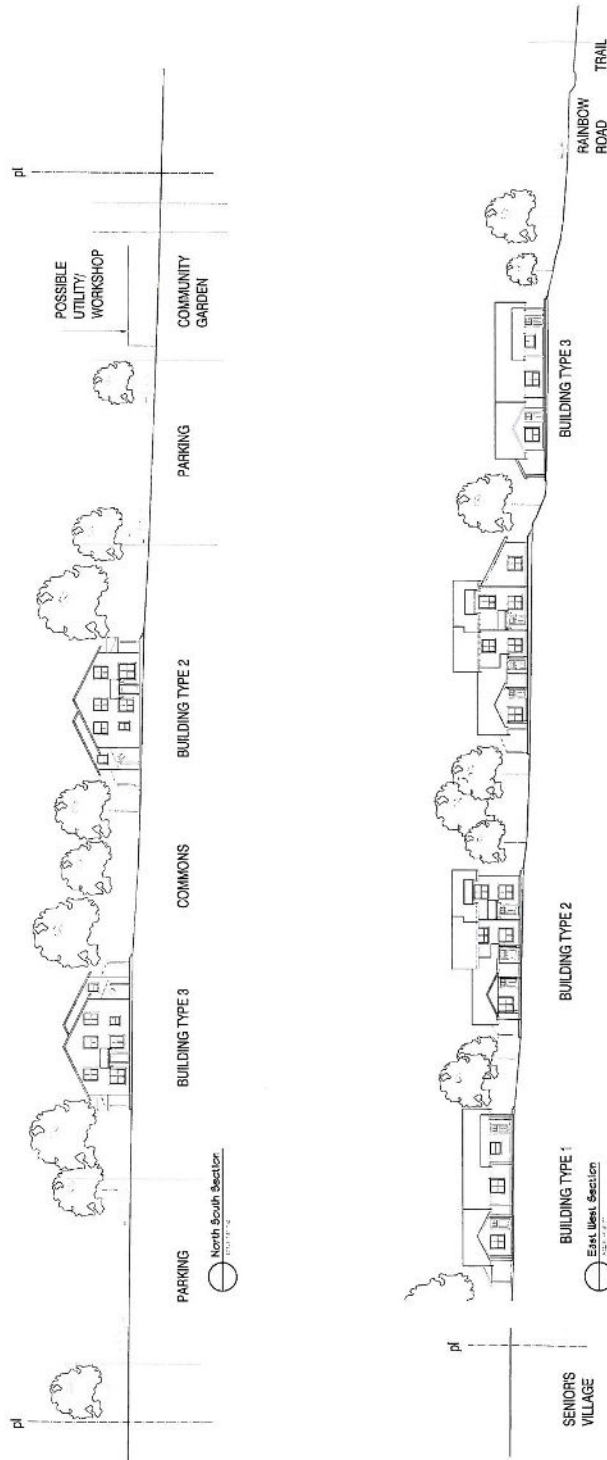 pl
PARKING
BUILDING TYPE 3
COMMONS
BUILDING TYPE 2
PARKING
POSSIBLE
UTILITY/
WORKSHOP
COMMUNITY
GARDEN
pl
North South Section
SENIOR'S
VILLAGE
pl
BUILDING TYPE 1
BUILDING TYPE 2
BUILDING TYPE 3
RAINBOW
ROAD
TRAIL
East West Section